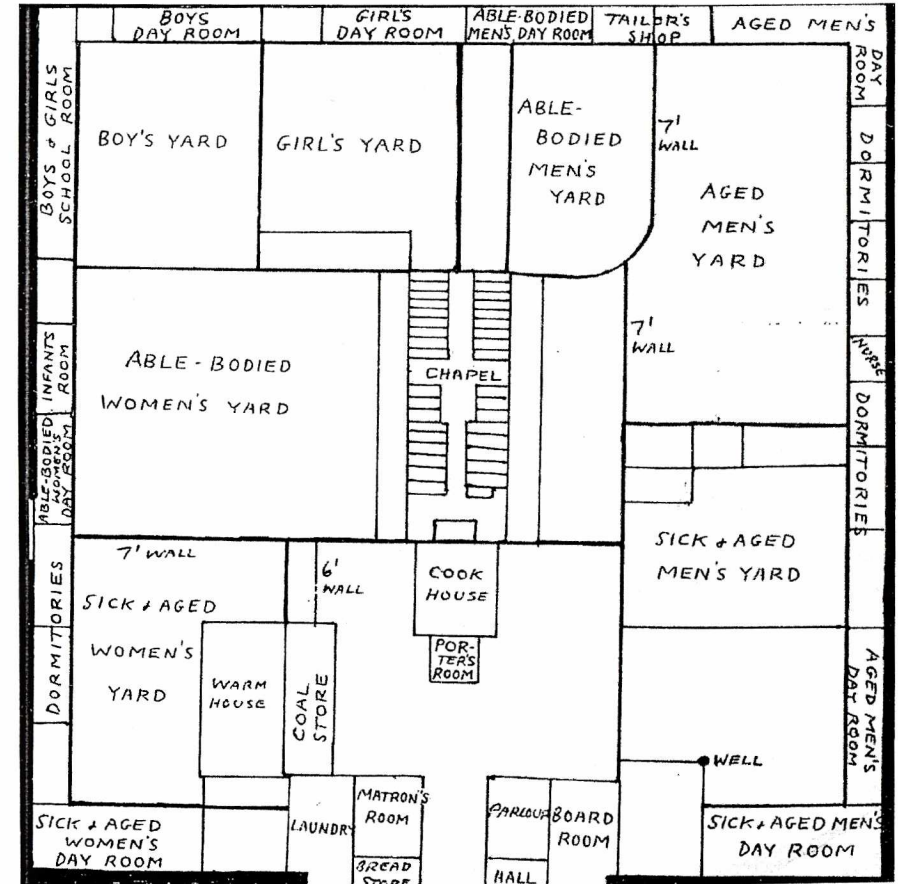 BOYS
DAY ROOM
GIRL'S
DAY ROOM
ABLE-BODIED
MEN'S DAY ROOM
TAILOR'S
SHOP
AGED MEN'S
DAY
ROOM
BOYS & GIRLS
SCHOOL ROOM
BOY'S YARD
GIRL'S YARD
ABLE-
BODIED
MEN'S
YARD
7'
WALL
AGED
MEN'S
YARD
DORMITORIES
7'
WALL
NURSE
INFANTS
ROOM
ABLE-BODIED
WOMEN'S YARD
CHAPEL
DORMITORIES
ABLE-BODIED
WOMEN'S
DAY ROOM
SICK & AGED
MEN'S YARD
7' WALL
6'
WALL
COOK
HOUSE
DORMITORIES
SICK & AGED
WOMEN'S
YARD
POR-
TER'S
ROOM
WARM
HOUSE
COAL
STORE
AGED MEN'S
DAY ROOM
WELL
MATRON'S
ROOM
LAUNDRY
PARLOUR
BOARD
ROOM
SICK & AGED
WOMEN'S
DAY ROOM
SICK & AGED MEN'S
DAY ROOM
BREAD
STORE
HALL